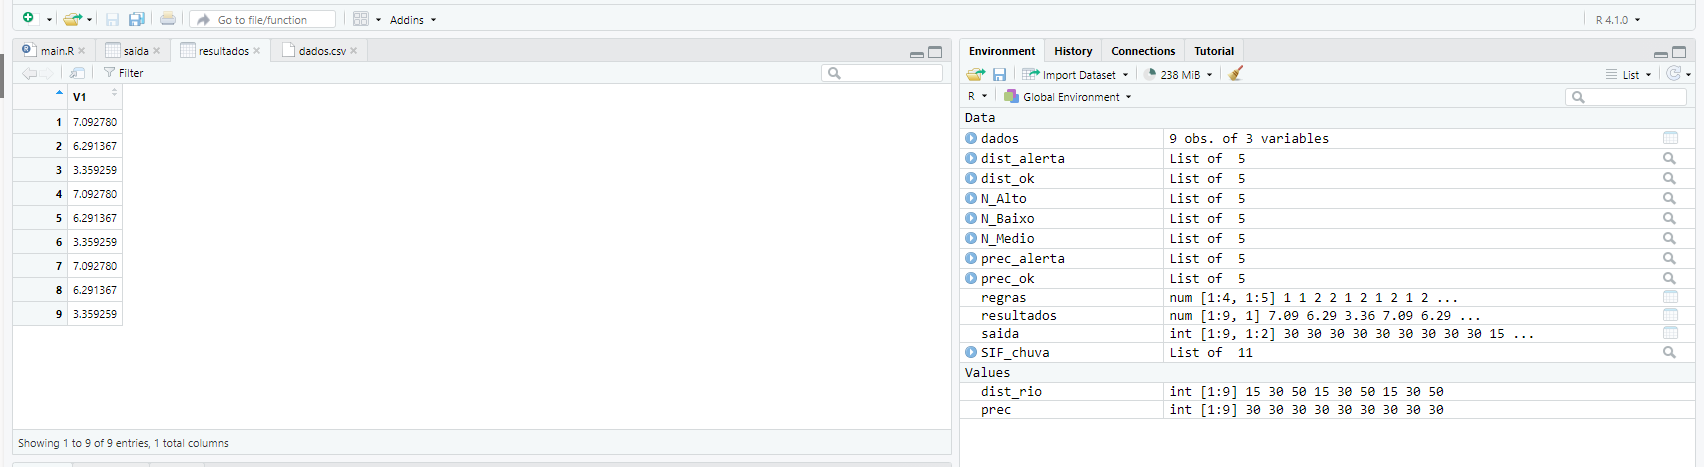 Go to file/function
Addins
R 4.1.0
main.R
saida
resultados
dados.csv
Filter
V1
1 7.092780
2 6.291367
3 3.359259
4 7.092780
5 6.291367
6 3.359259
7 7.092780
8 6.291367
9 3.359259
Showing 1 to 9 of 9 entries, 1 total columns
Environment History Connections Tutorial
Import Dataset 238 MiB List
R Global Environment
Data
dados 9 obs. of 3 variables
dist_alerta List of 5
dist_ok List of 5
N_Alto List of 5
N_Baixo List of 5
N_Medio List of 5
prec_alerta List of 5
prec_ok List of 5
regras num [1:4, 1:5] 1 1 2 2 1 2 1 2 1 2 ...
resultados num [1:9, 1] 7.09 6.29 3.36 7.09 6.29 ...
saida int [1:9, 1:2] 30 30 30 30 30 30 30 30 30 15 ...
SIF_chuva List of 11
Values
dist_rio int [1:9] 15 30 50 15 30 50 15 30 50
prec int [1:9] 30 30 30 30 30 30 30 30 30